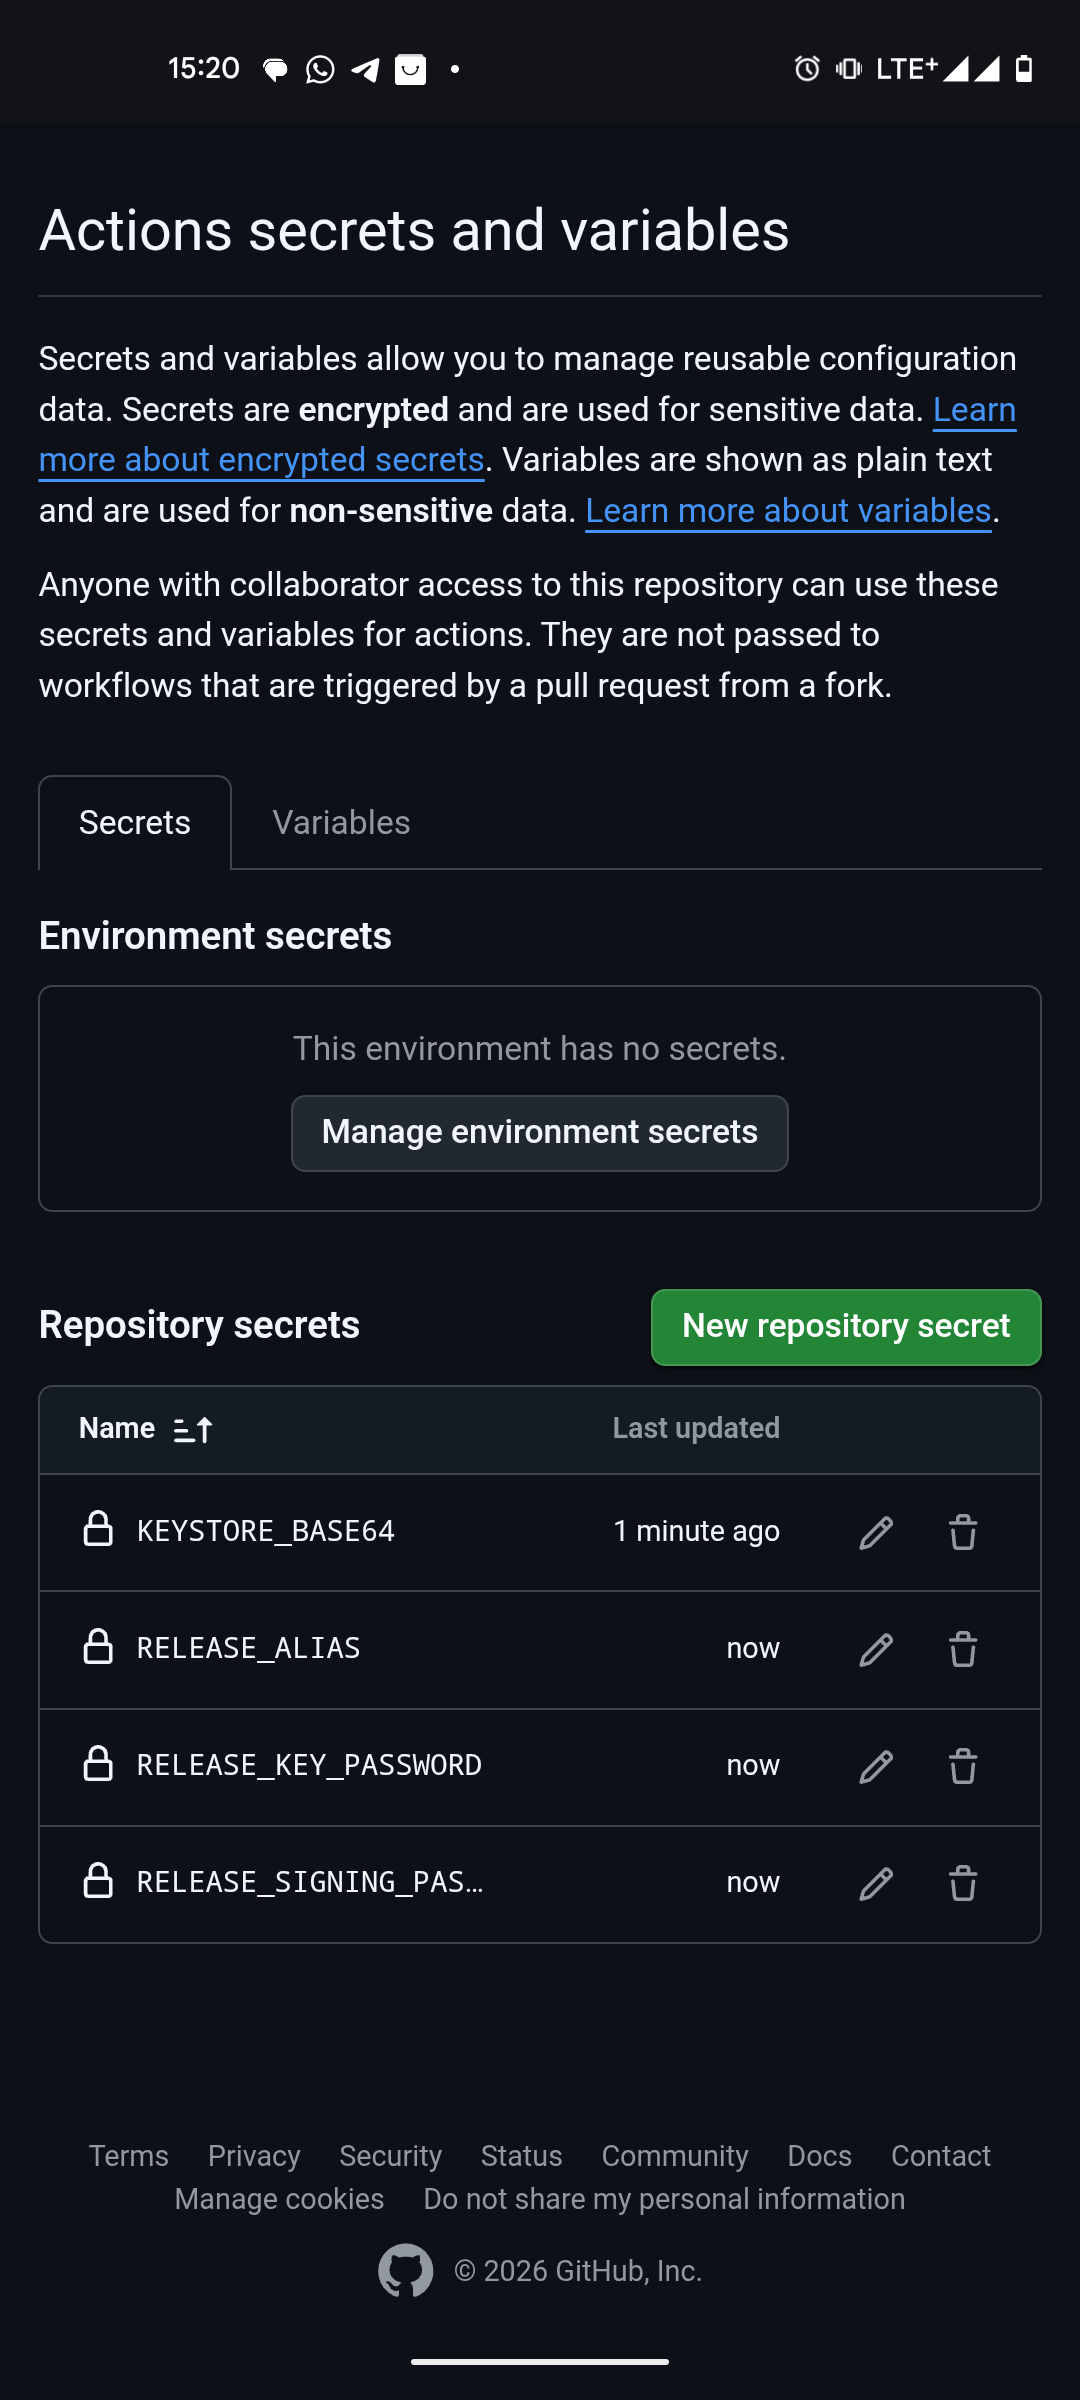 15:20
LTE+
Actions secrets and variables
Secrets and variables allow you to manage reusable configuration
data. Secrets are encrypted and are used for sensitive data. Learn
more about encrypted secrets. Variables are shown as plain text
and are used for non-sensitive data. Learn more about variables.
Anyone with collaborator access to this repository can use these
secrets and variables for actions. They are not passed to
workflows that are triggered by a pull request from a fork.
Secrets Variables
Environment secrets
This environment has no secrets.
Manage environment secrets
Repository secrets
New repository secret
Name Last updated
KEYSTORE_BASE64 1 minute ago
RELEASE_ALIAS now
RELEASE_KEY_PASSWORD now
RELEASE_SIGNING_PAS... now
Terms Privacy Security Status Community Docs Contact
Manage cookies Do not share my personal information
© 2026 GitHub, Inc.